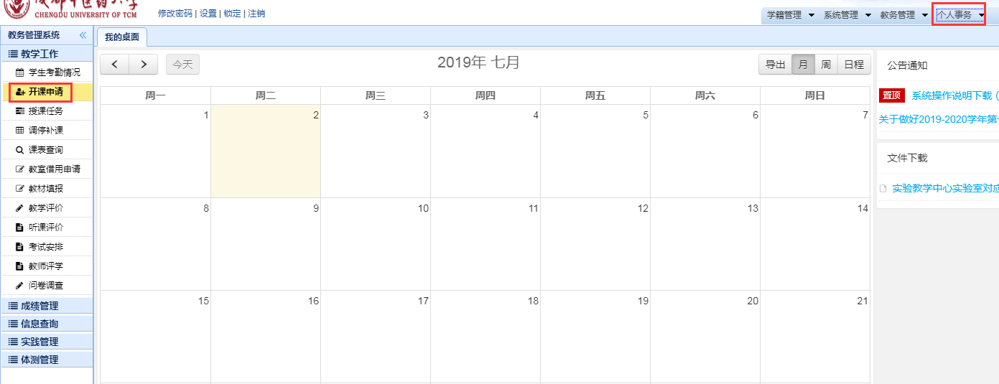 CHENGDU UNIVERSITY OF TCM
修改密码 | 设置 | 锁定 | 注销
学籍管理 系统管理 教务管理 个人事务
教务管理系统
教学工作
学生考勤情况
开课申请
授课任务
调停补课
课表查询
教室借用申请
教材填报
教学评价
听课评价
考试安排
教师评学
问卷调查
成绩管理
信息查询
实践管理
体测管理
我的桌面
今天
2019年 七月
导出 月 周 日程
周一 周二 周三 周四 周五 周六 周日
1 2 3 4 5 6 7
8 9 10 11 12 13 14
15 16 17 18 19 20 21
公告通知
置顶 系统操作说明下载（
关于做好2019-2020学年第
文件下载
实验教学中心实验室对应